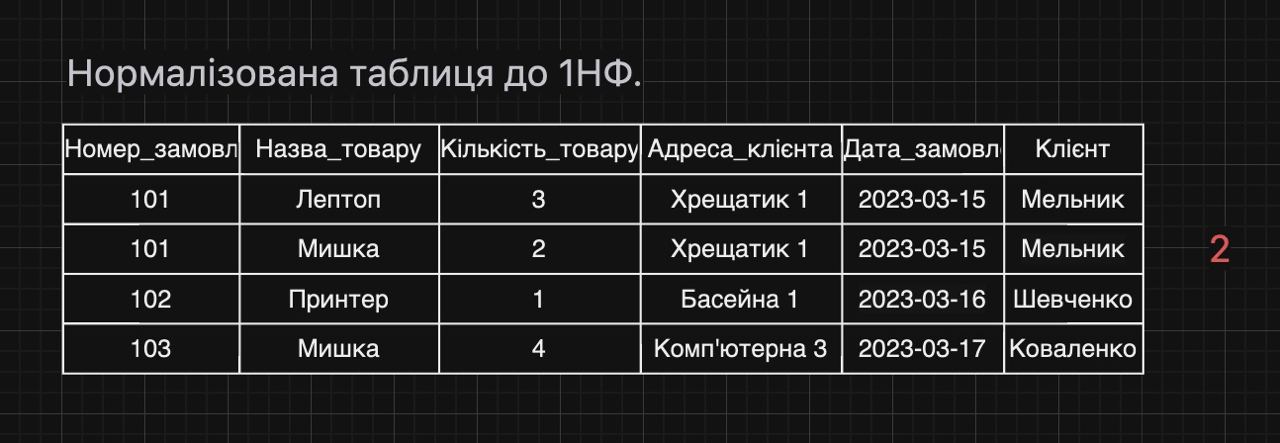 Нормалізована таблиця до 1НФ.
Номер_замовл Назва_товару Кількість_товару Адреса_клієнта Дата_замовл Клієнт
101 Лептоп 3 Хрещатик 1 2023-03-15 Мельник
101 Мишка 2 Хрещатик 1 2023-03-15 Мельник
2
102 Принтер 1 Басейна 1 2023-03-16 Шевченко
103 Мишка 4 Комп'ютерна 3 2023-03-17 Коваленко